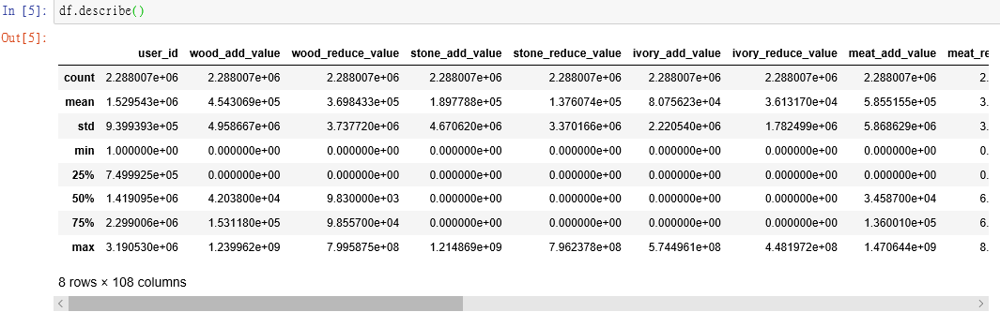 In [5]: df.describe()
Out[5]:
user_id wood_add_value wood_reduce_value stone_add_value stone_reduce_value ivory_add_value ivory_reduce_value meat_add_value meat_re
count 2.288007e+06 2.288007e+06 2.288007e+06 2.288007e+06 2.288007e+06 2.288007e+06 2.288007e+06 2.288007e+06 2.
mean 1.529543e+06 4.543069e+05 3.698433e+05 1.897788e+05 1.376074e+05 8.075623e+04 3.613170e+04 5.855155e+05 3.
std 9.399393e+05 4.958667e+06 3.737720e+06 4.670620e+06 3.370166e+06 2.220540e+06 1.782499e+06 5.868629e+06 3.
min 1.000000e+00 0.000000e+00 0.000000e+00 0.000000e+00 0.000000e+00 0.000000e+00 0.000000e+00 0.000000e+00 0.
25% 7.499925e+05 0.000000e+00 0.000000e+00 0.000000e+00 0.000000e+00 0.000000e+00 0.000000e+00 0.000000e+00 0.
50% 1.419095e+06 4.203800e+04 9.830000e+03 0.000000e+00 0.000000e+00 0.000000e+00 0.000000e+00 3.458700e+04 6.
75% 2.299006e+06 1.531180e+05 9.855700e+04 0.000000e+00 0.000000e+00 0.000000e+00 0.000000e+00 1.360010e+05 6.
max 3.190530e+06 1.239962e+09 7.995875e+08 1.214869e+09 7.962378e+08 5.744961e+08 4.481972e+08 1.470644e+09 8.
8 rows × 108 columns